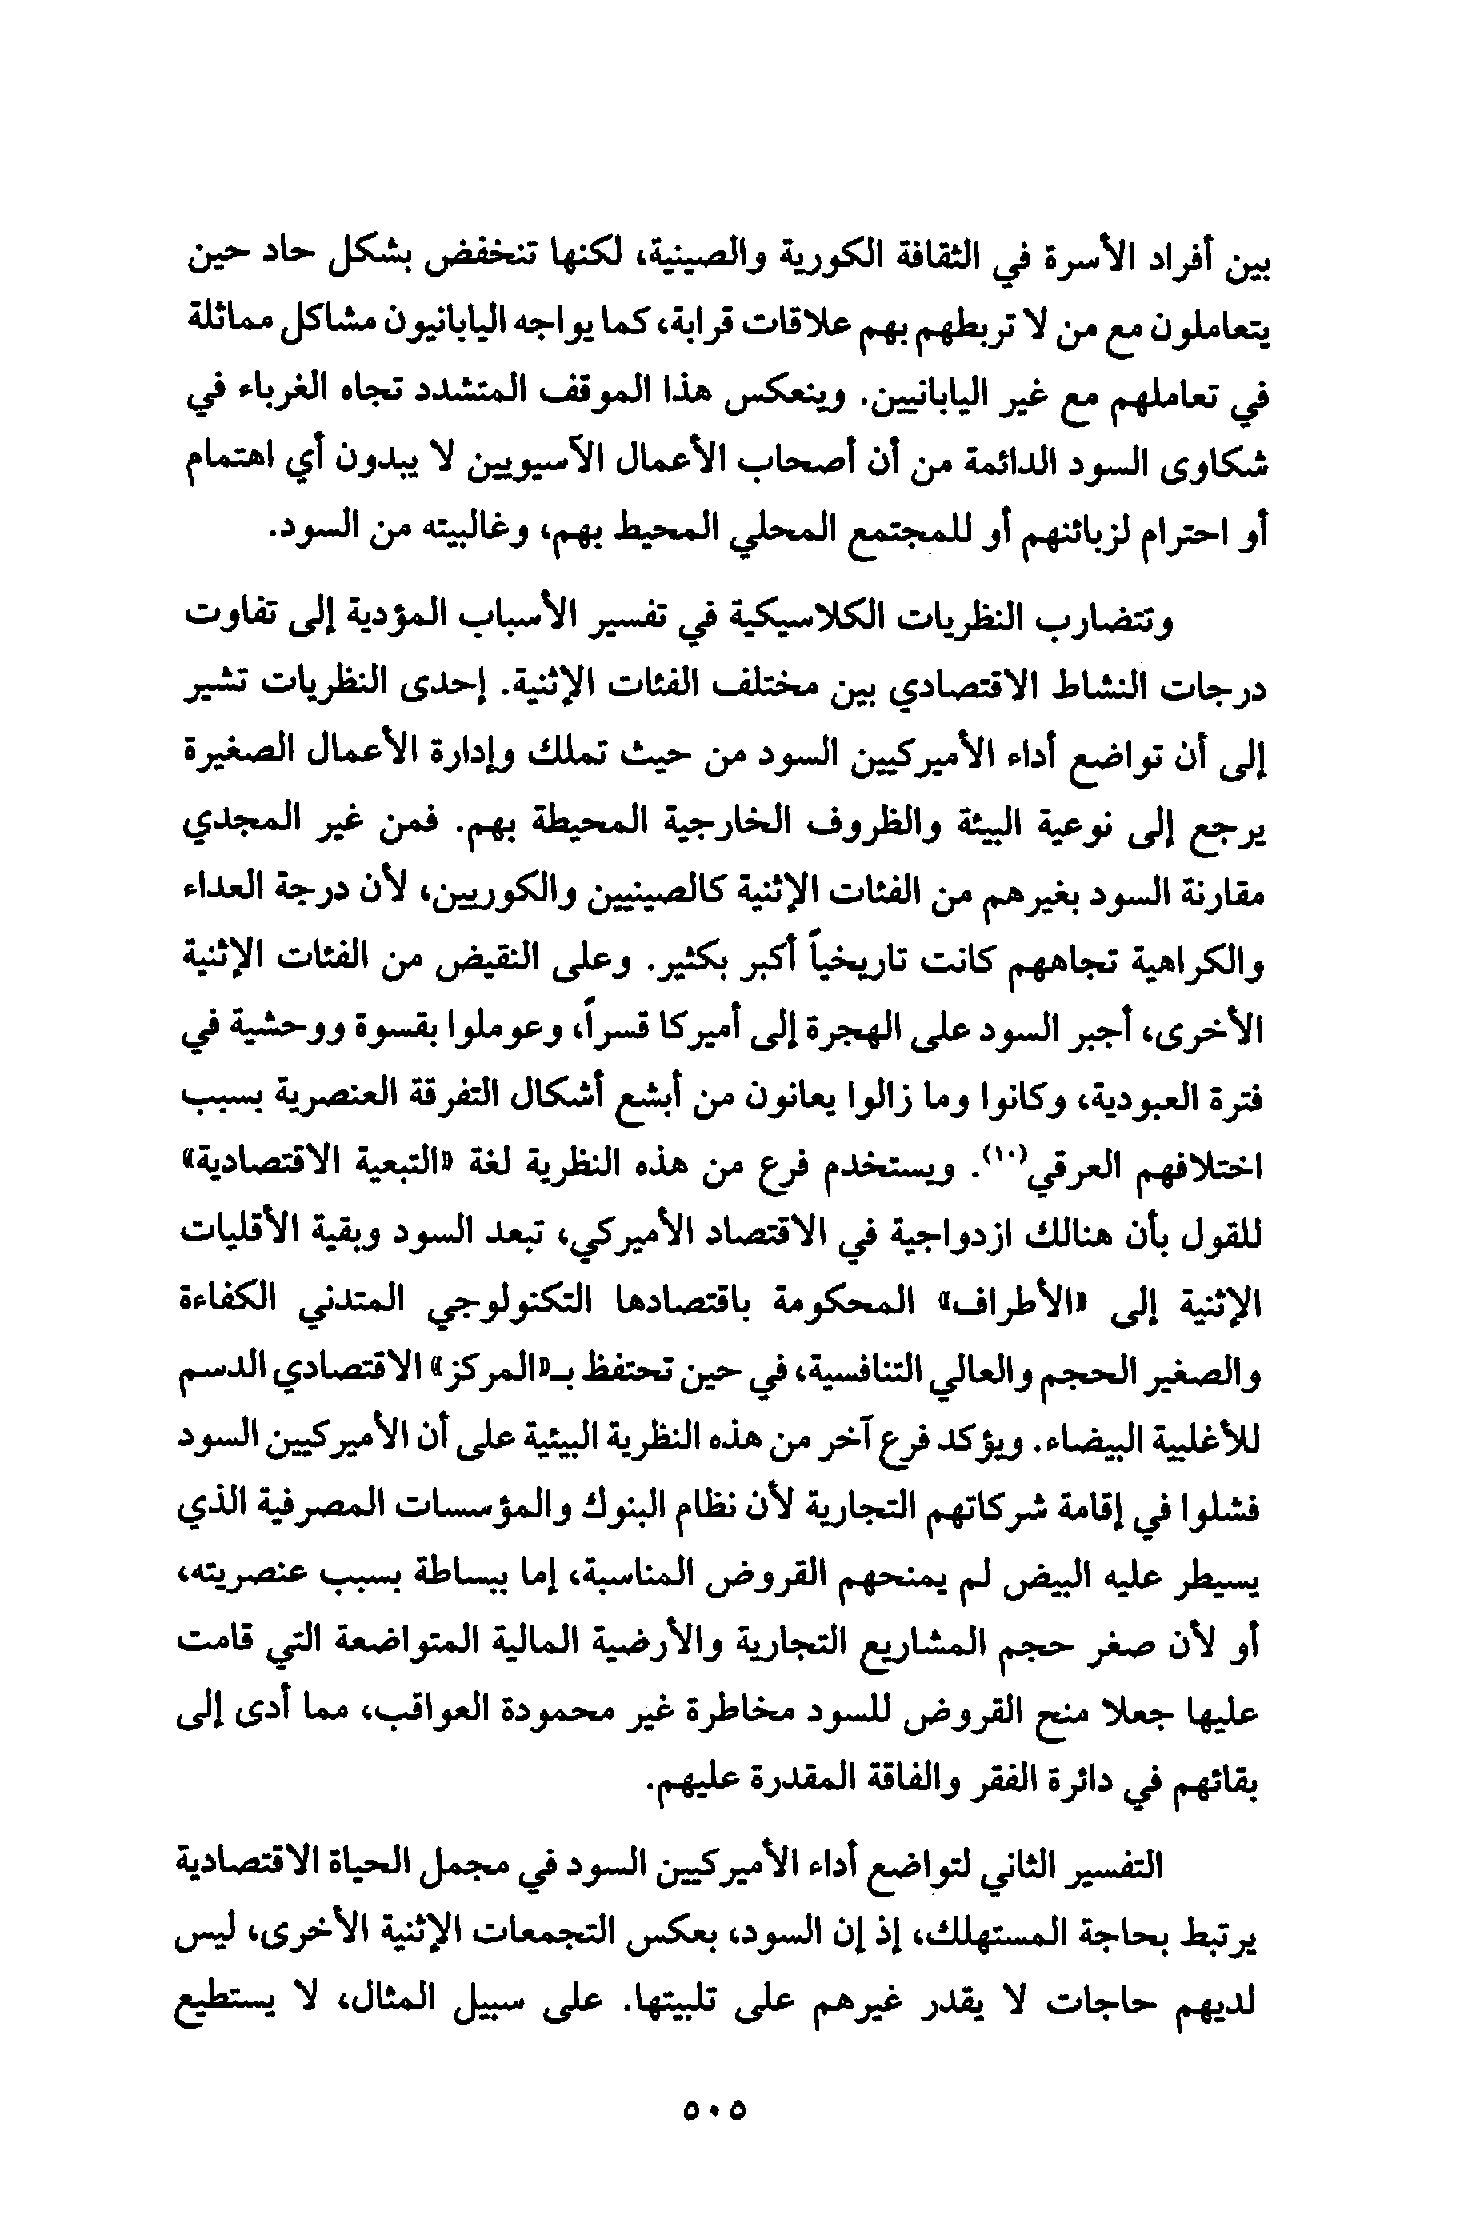 بين أفراد الأسرة في الثقافة الكورية والصينية، لكنها تنخفض بشكل حاد حين
يتعاملون مع من لا تربطهم بهم علاقات قرابة، كما يواجه اليابانيون مشاكل مماثلة
في تعاملهم مع غير اليابانيين. وينعكس هذا الموقف المتشدد تجاه الغرباء في
شكاوى السود الدائمة من أن أصحاب الأعمال الآسيويين لا يبدون أي اهتمام
أو احترام لزبائنهم أو للمجتمع المحلي المحيط بهم، وغالبيته من السود.
وتتضارب النظريات الكلاسيكية في تفسير الأسباب المؤدية إلى تفاوت
درجات النشاط الاقتصادي بين مختلف الفئات الإثنية. إحدى النظريات تشير
إلى أن تواضع أداء الأميركيين السود من حيث تملك وإدارة الأعمال الصغيرة
يرجع إلى نوعية البيئة والظروف الخارجية المحيطة بهم. فمن غير المجدي
مقارنة السود بغيرهم من الفئات الإثنية كالصينيين والكوريين، لأن درجة العداء
والكراهية تجاههم كانت تاريخياً أكبر بكثير. وعلى النقيض من الفئات الإثنية
الأخرى، أجبر السود على الهجرة إلى أميركا قسراً، وعوملوا بقسوة ووحشية في
فترة العبودية، وكانوا وما زالوا يعانون من أبشع أشكال التفرقة العنصرية بسبب
اختلافهم العرقي(١٠). ويستخدم فرع من هذه النظرية لغة «التبعية الاقتصادية»
للقول بأن هنالك ازدواجية في الاقتصاد الأميركي، تبعد السود وبقية الأقليات
الإثنية إلى «الأطراف» المحكومة باقتصادها التكنولوجي المتدني الكفاءة
والصغير الحجم والعالي التنافسية، في حين تحتفظ بـ«المركز» الاقتصادي الدسم
للأغلبية البيضاء. ويؤكد فرع آخر من هذه النظرية البيئية على أن الأميركيين السود
فشلوا في إقامة شركاتهم التجارية لأن نظام البنوك والمؤسسات المصرفية الذي
يسيطر عليه البيض لم يمنحهم القروض المناسبة، إما ببساطة بسبب عنصريته،
أو لأن صغر حجم المشاريع التجارية والأرضية المالية المتواضعة التي قامت
عليها جعلا منح القروض للسود مخاطرة غير محمودة العواقب، مما أدى إلى
بقائهم في دائرة الفقر والفاقة المقدرة عليهم.
التفسير الثاني لتواضع أداء الأميركيين السود في مجمل الحياة الاقتصادية
يرتبط بحاجة المستهلك، إذ إن السود، بعكس التجمعات الإثنية الأخرى، ليس
لديهم حاجات لا يقدر غيرهم على تلبيتها. على سبيل المثال، لا يستطيع
٥٠٥